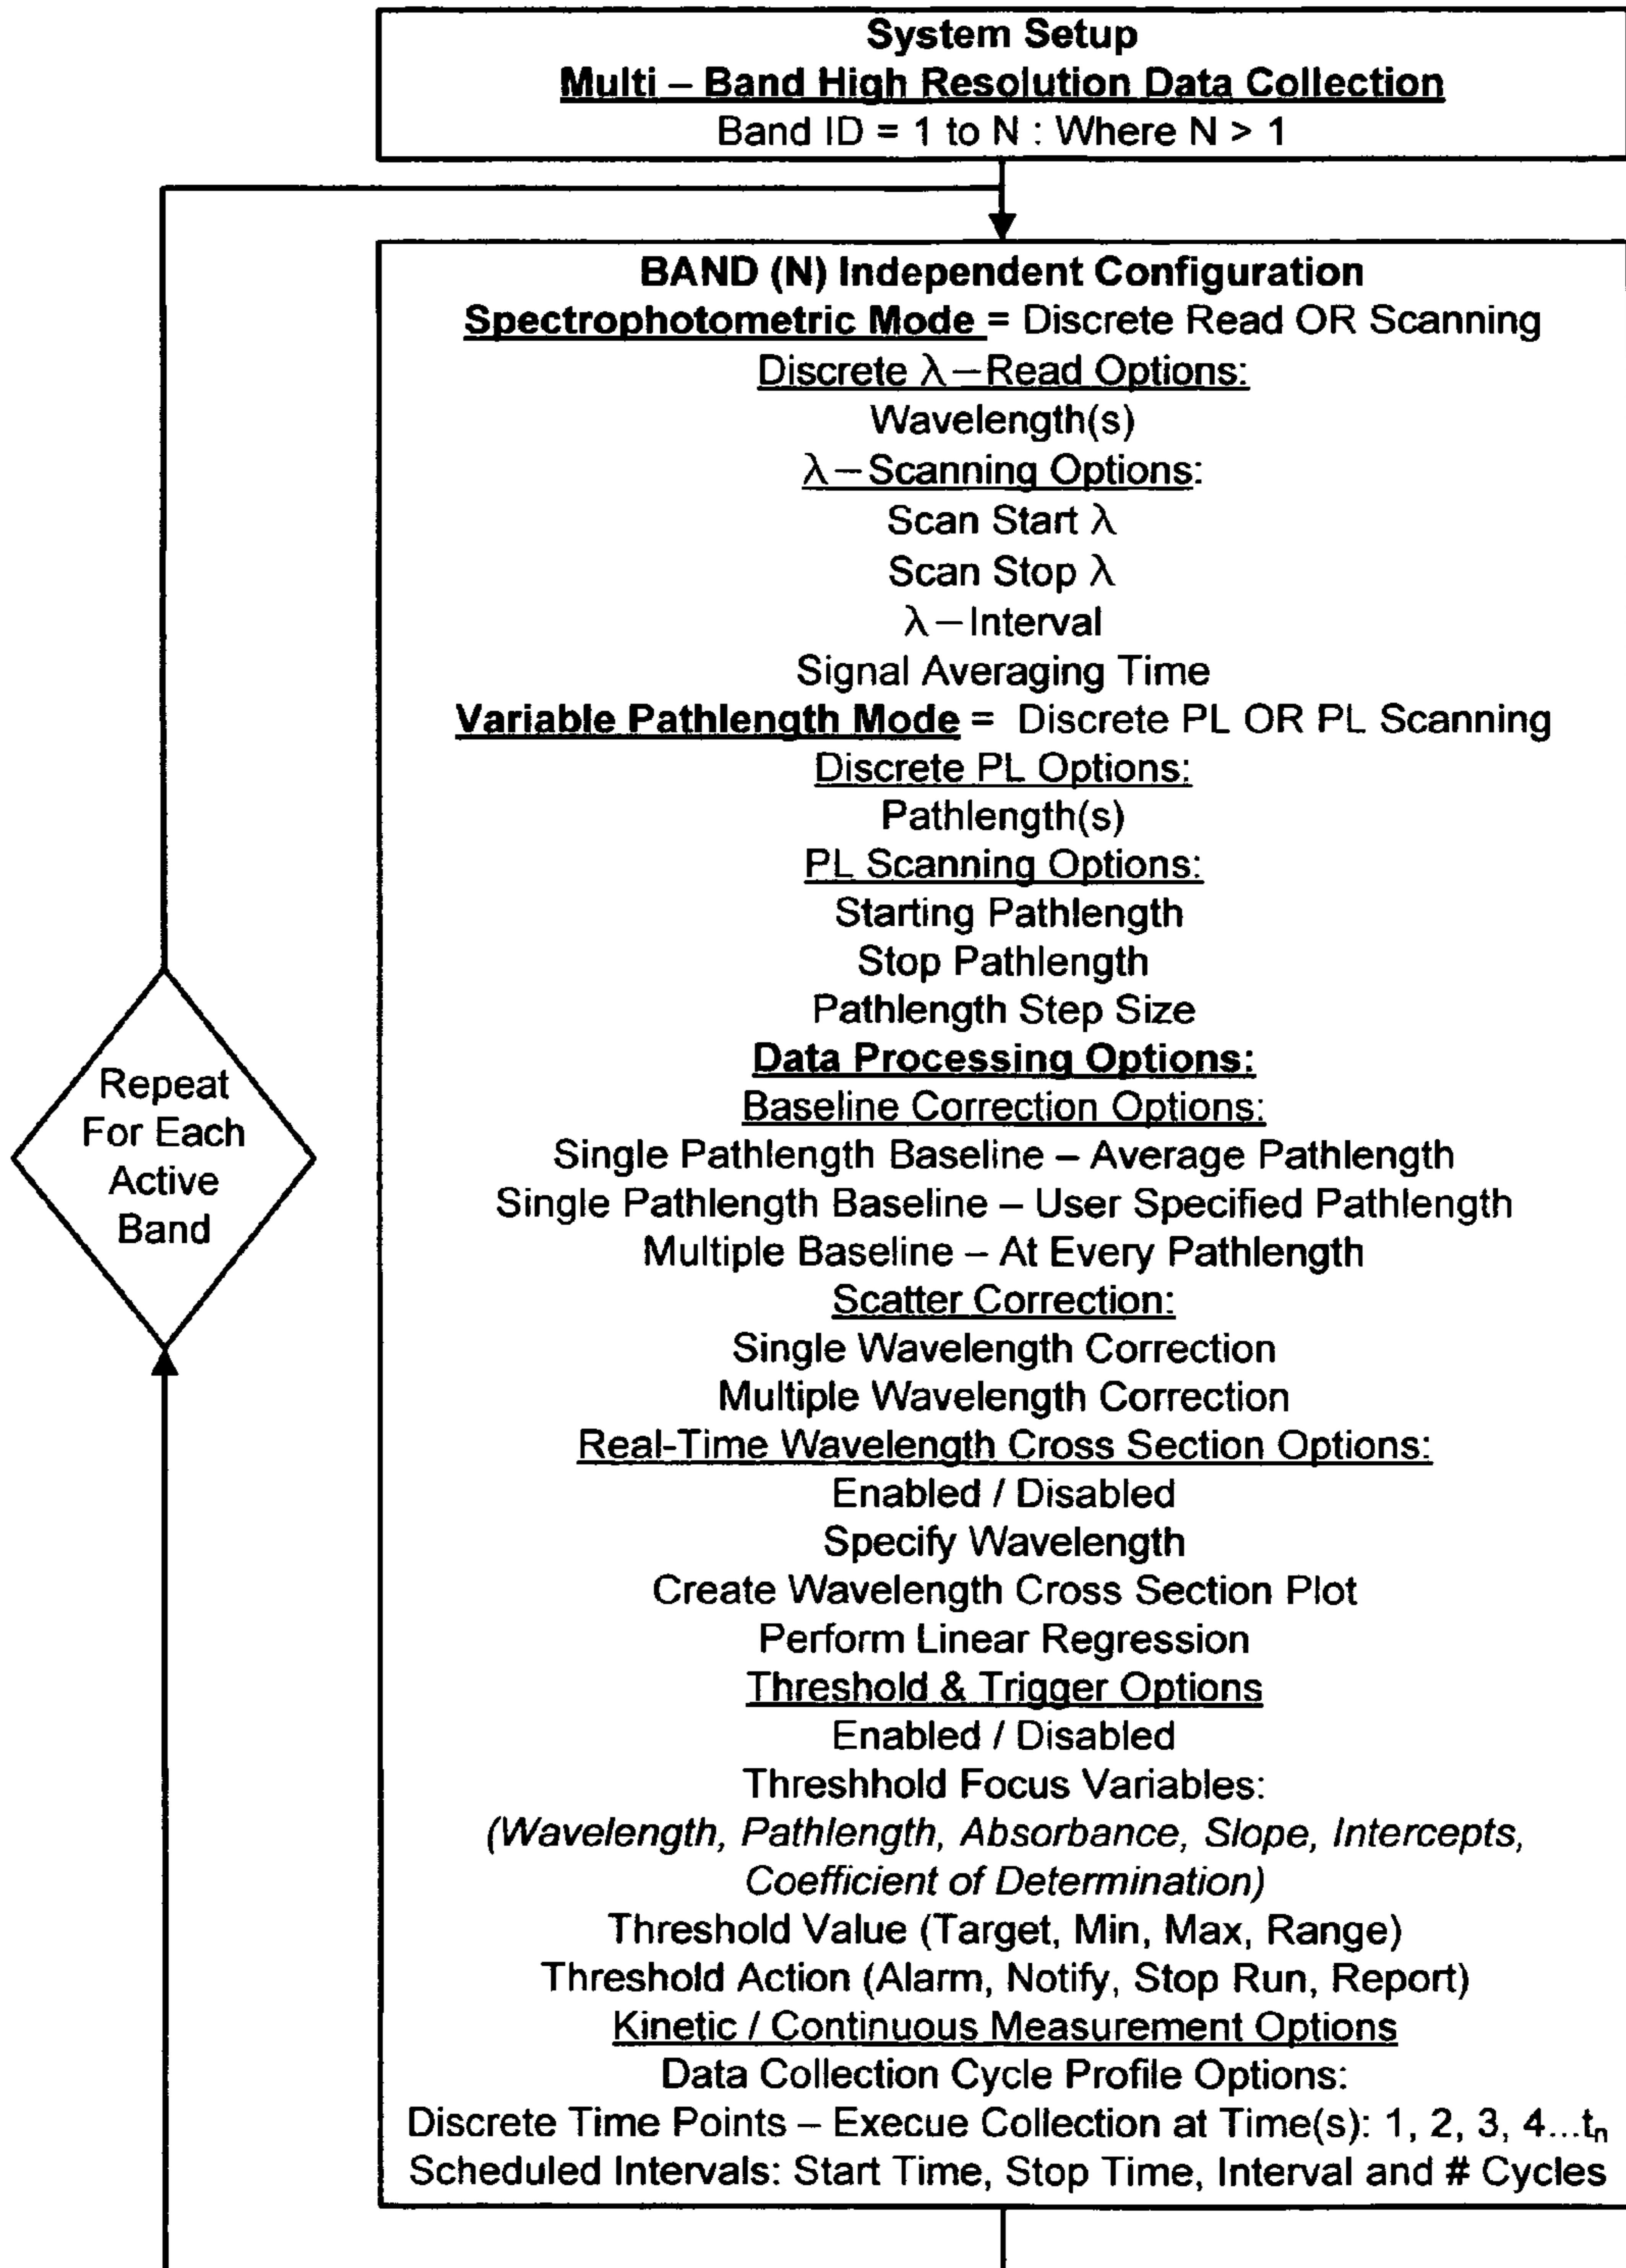 System Setup
Multi – Band High Resolution Data Collection
Band ID = 1 to N : Where N > 1
BAND (N) Independent Configuration
Spectrophotometric Mode = Discrete Read OR Scanning
Discrete λ–Read Options:
Wavelength(s)
λ–Scanning Options:
Scan Start λ
Scan Stop λ
λ–Interval
Signal Averaging Time
Variable Pathlength Mode = Discrete PL OR PL Scanning
Discrete PL Options:
Pathlength(s)
PL Scanning Options:
Starting Pathlength
Stop Pathlength
Pathlength Step Size
Data Processing Options:
Baseline Correction Options:
Single Pathlength Baseline – Average Pathlength
Single Pathlength Baseline – User Specified Pathlength
Multiple Baseline – At Every Pathlength
Scatter Correction:
Single Wavelength Correction
Multiple Wavelength Correction
Real-Time Wavelength Cross Section Options:
Enabled / Disabled
Specify Wavelength
Create Wavelength Cross Section Plot
Perform Linear Regression
Threshold & Trigger Options
Enabled / Disabled
Threshhold Focus Variables:
(Wavelength, Pathlength, Absorbance, Slope, Intercepts,
Coefficient of Determination)
Threshold Value (Target, Min, Max, Range)
Threshold Action (Alarm, Notify, Stop Run, Report)
Kinetic / Continuous Measurement Options
Data Collection Cycle Profile Options:
Discrete Time Points – Execue Collection at Time(s): 1, 2, 3, 4...tn
Scheduled Intervals: Start Time, Stop Time, Interval and # Cycles
Repeat
For Each
Active
Band